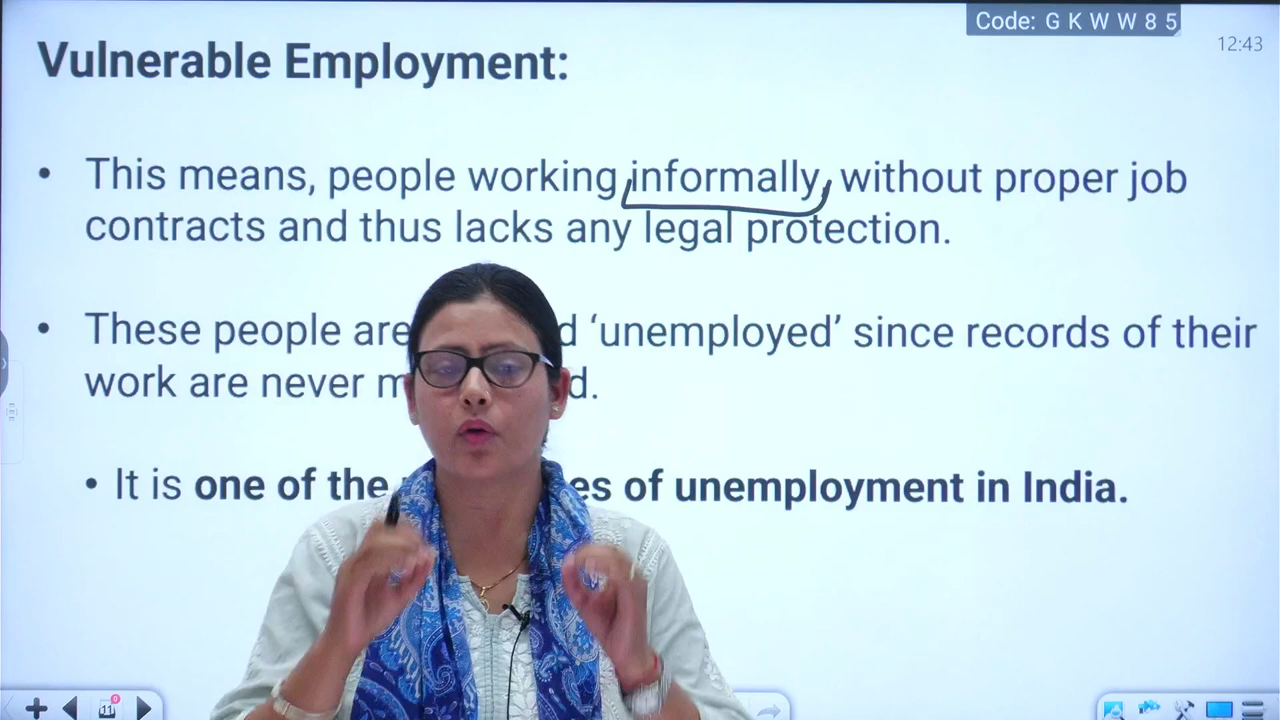 Code: G K W W 8 5
12:43
Vulnerable Employment:
• This means, people working informally, without proper job
contracts and thus lacks any legal protection.
• These people are ‘unemployed’ since records of their
work are never
• It is one of the of unemployment in India.
11
0